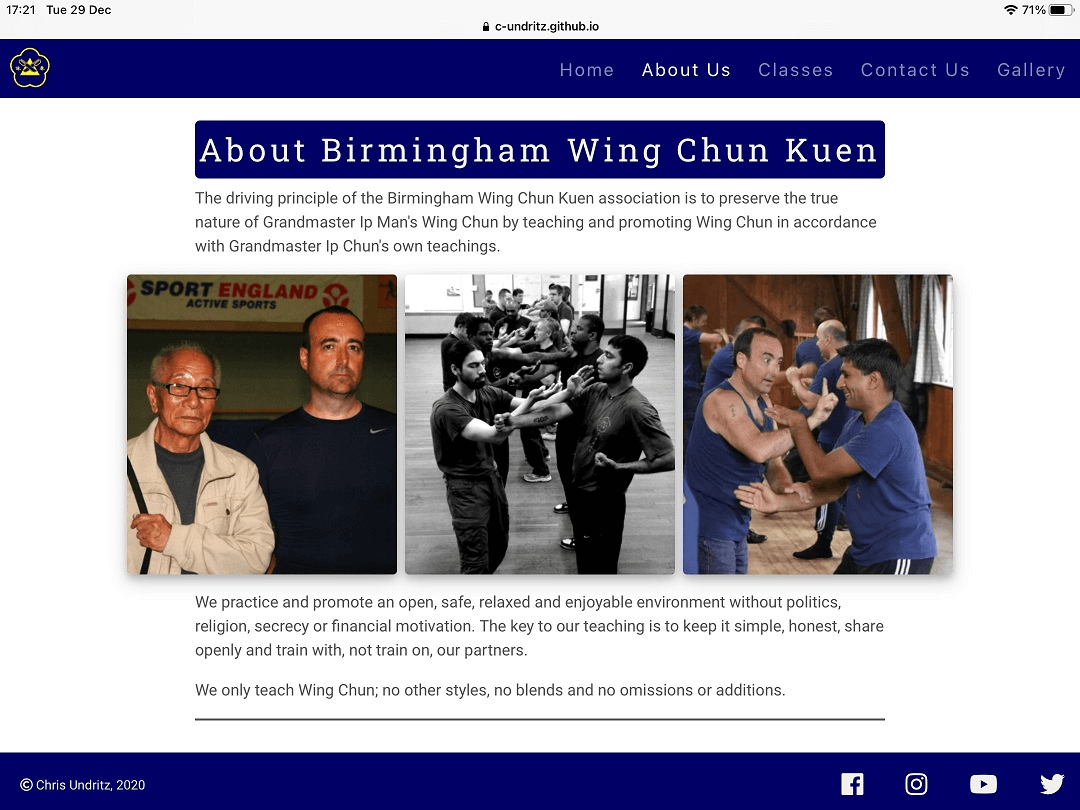 17:21 Tue 29 Dec
71%
c-undritz.github.io
Home About Us Classes Contact Us Gallery
About Birmingham Wing Chun Kuen
The driving principle of the Birmingham Wing Chun Kuen association is to preserve the true
nature of Grandmaster Ip Man's Wing Chun by teaching and promoting Wing Chun in accordance
with Grandmaster Ip Chun's own teachings.
SPORT ENGLAND
ACTIVE SPORTS
We practice and promote an open, safe, relaxed and enjoyable environment without politics,
religion, secrecy or financial motivation. The key to our teaching is to keep it simple, honest, share
openly and train with, not train on, our partners.
We only teach Wing Chun; no other styles, no blends and no omissions or additions.
© Chris Undritz, 2020